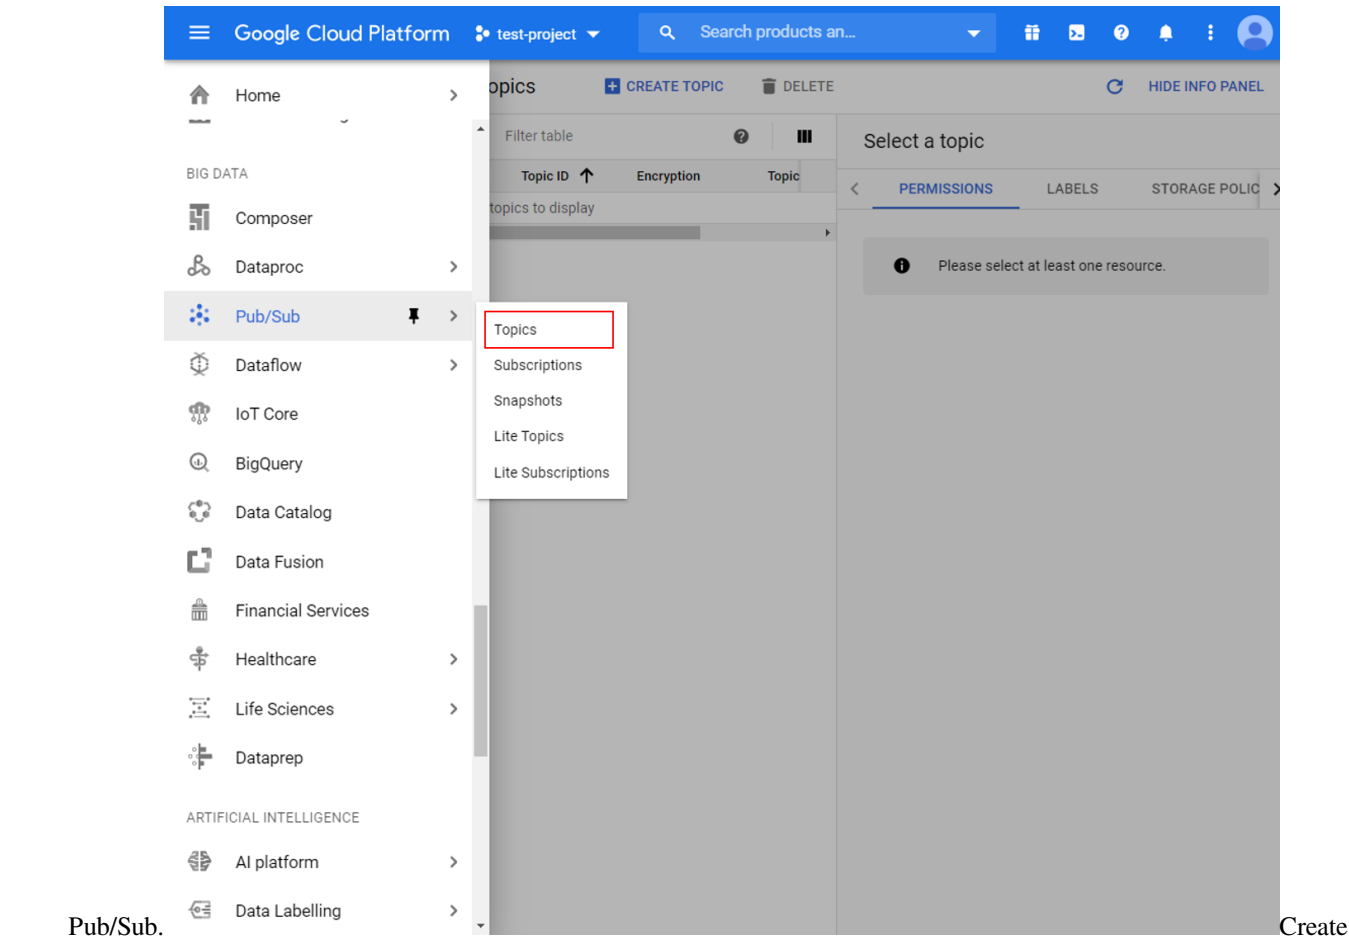 Google Cloud Platform test-project Search products an...
Home
opics CREATE TOPIC DELETE HIDE INFO PANEL
Filter table
Select a topic
BIG DATA
Topic ID Encryption Topic
PERMISSIONS LABELS STORAGE POLIC
topics to display
Composer
Dataproc
Please select at least one resource.
Pub/Sub
Topics
Subscriptions
Snapshots
Lite Topics
Lite Subscriptions
Dataflow
IoT Core
BigQuery
Data Catalog
Data Fusion
Financial Services
Healthcare
Life Sciences
Dataprep
ARTIFICIAL INTELLIGENCE
AI platform
Data Labelling
Pub/Sub. Create